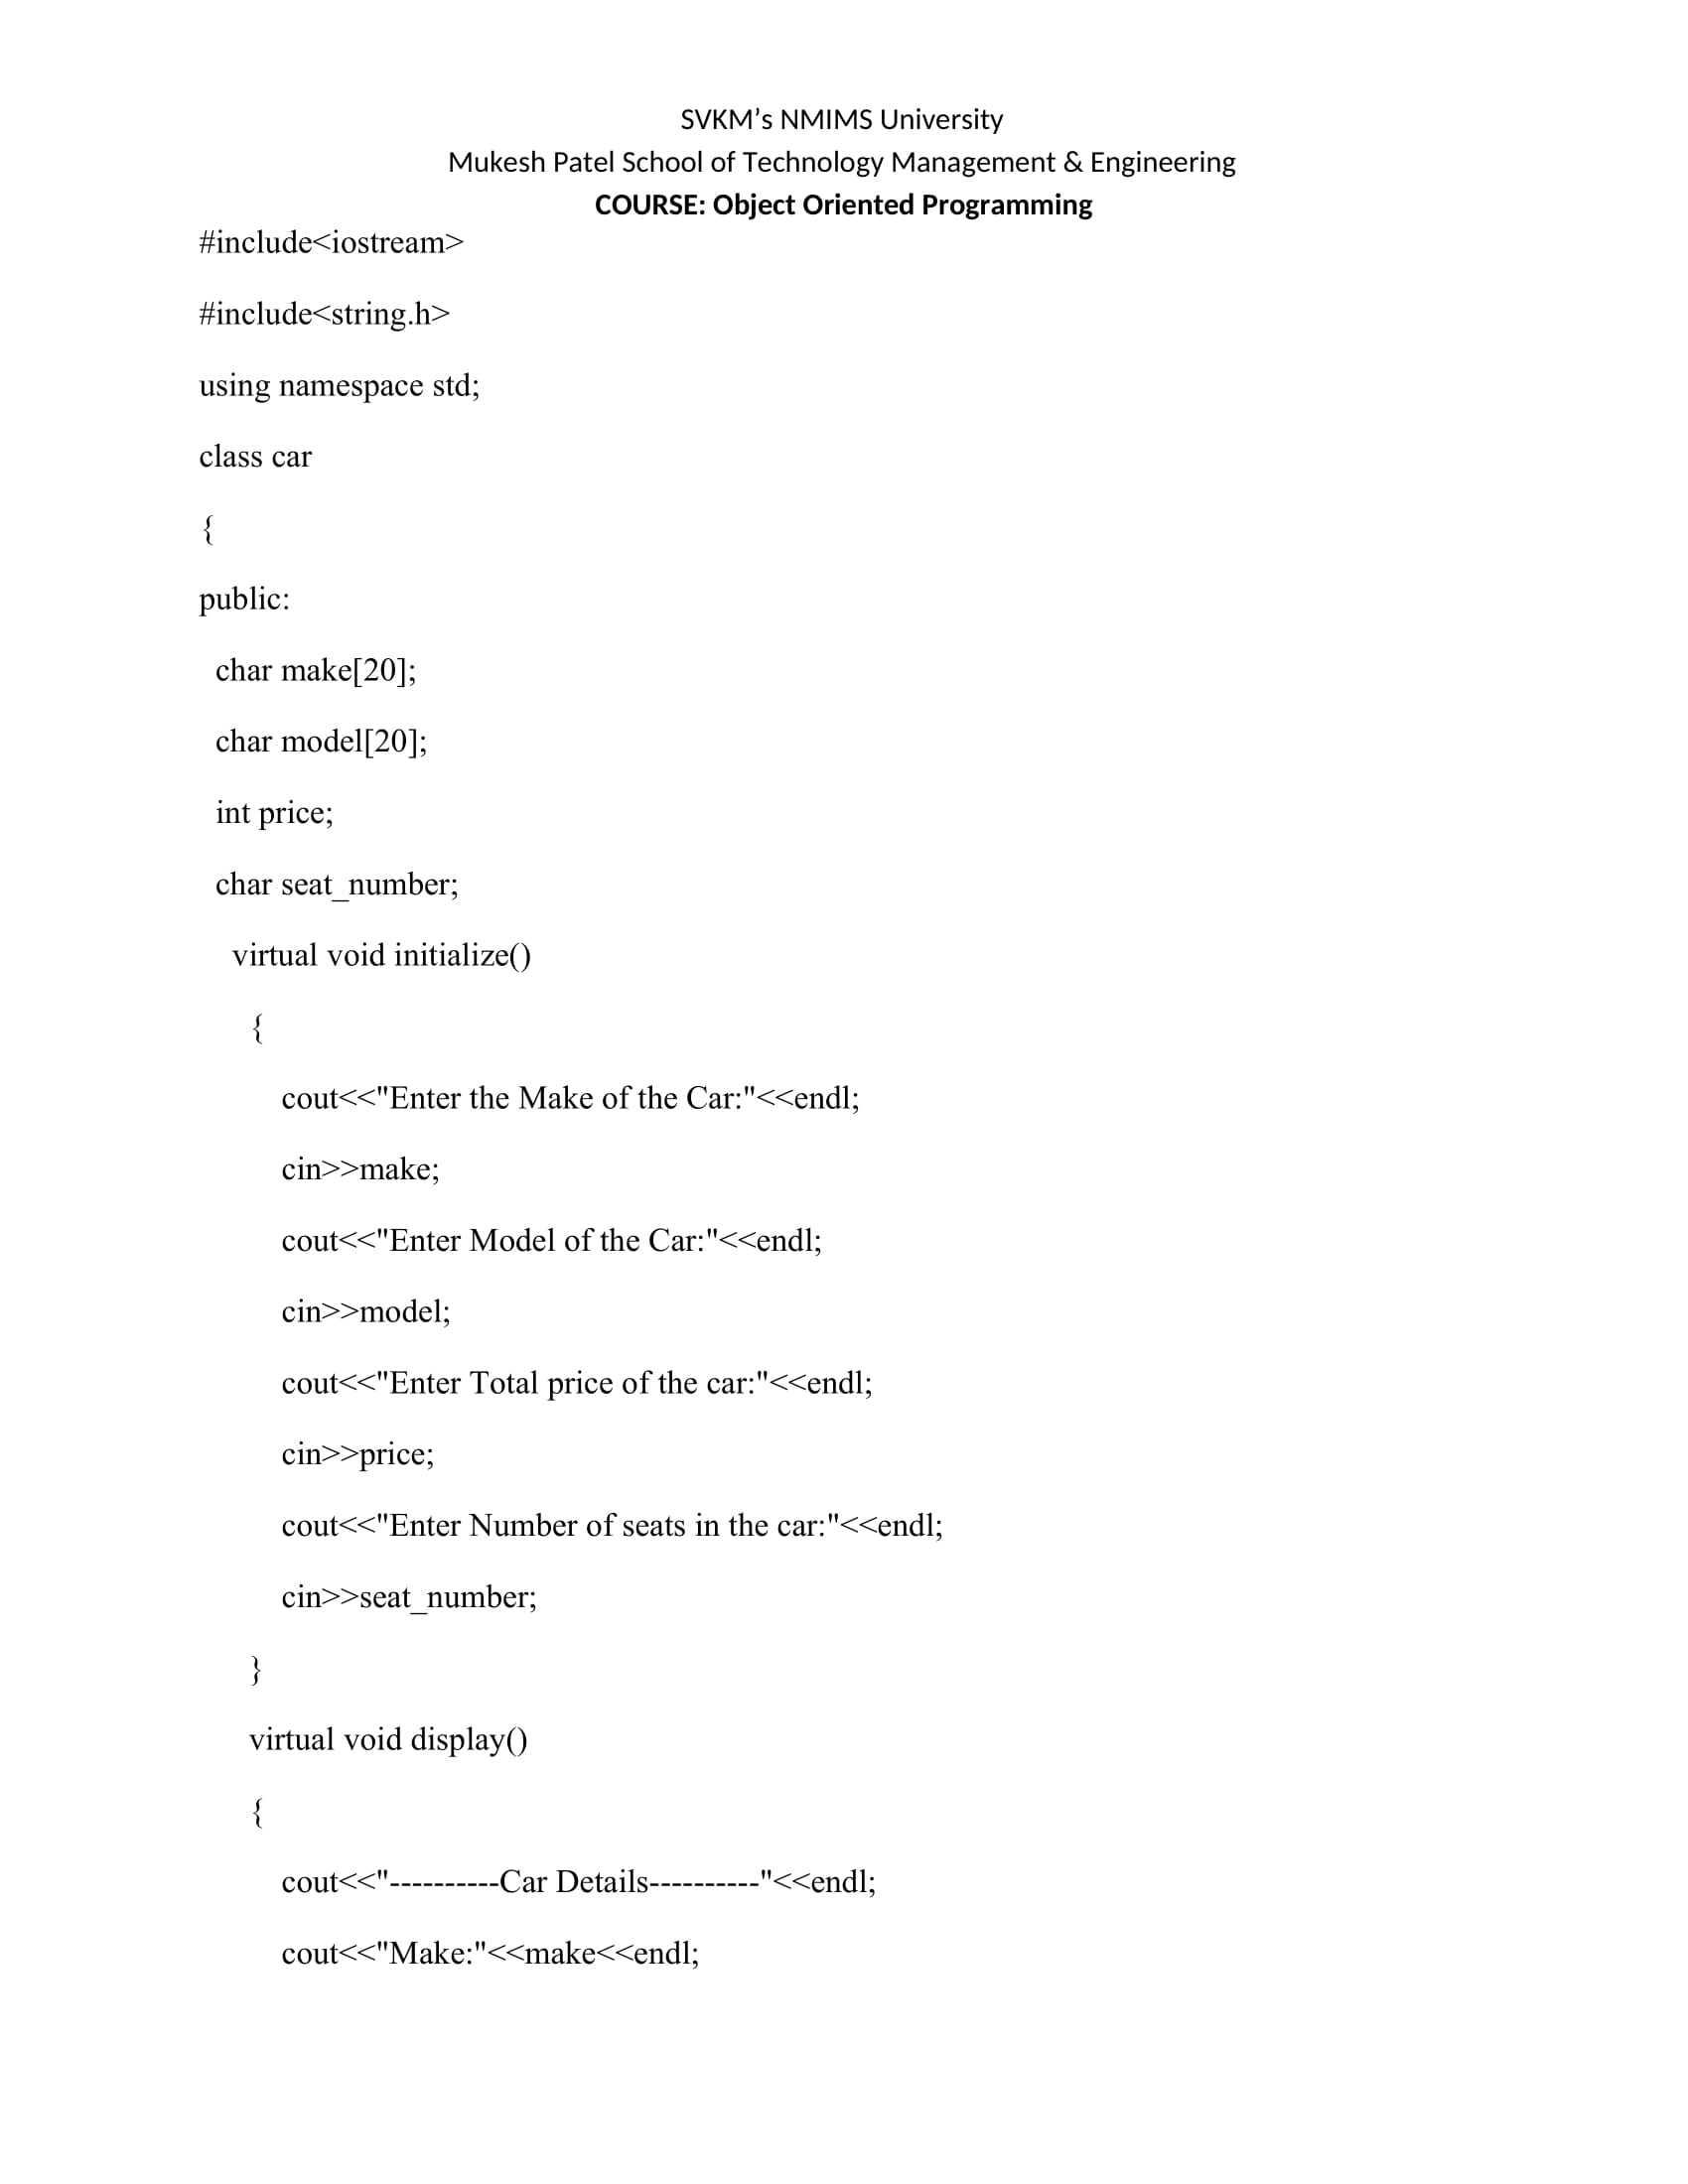 SVKM’s NMIMS University
Mukesh Patel School of Technology Management & Engineering
COURSE: Object Oriented Programming
#include<iostream>
#include<string.h>
using namespace std;
class car
{
public:
char make[20];
char model[20];
int price;
char seat_number;
virtual void initialize()
{
cout<<"Enter the Make of the Car:"<<endl;
cin>>make;
cout<<"Enter Model of the Car:"<<endl;
cin>>model;
cout<<"Enter Total price of the car:"<<endl;
cin>>price;
cout<<"Enter Number of seats in the car:"<<endl;
cin>>seat_number;
}
virtual void display()
{
cout<<"----------Car Details----------"<<endl;
cout<<"Make:"<<make<<endl;